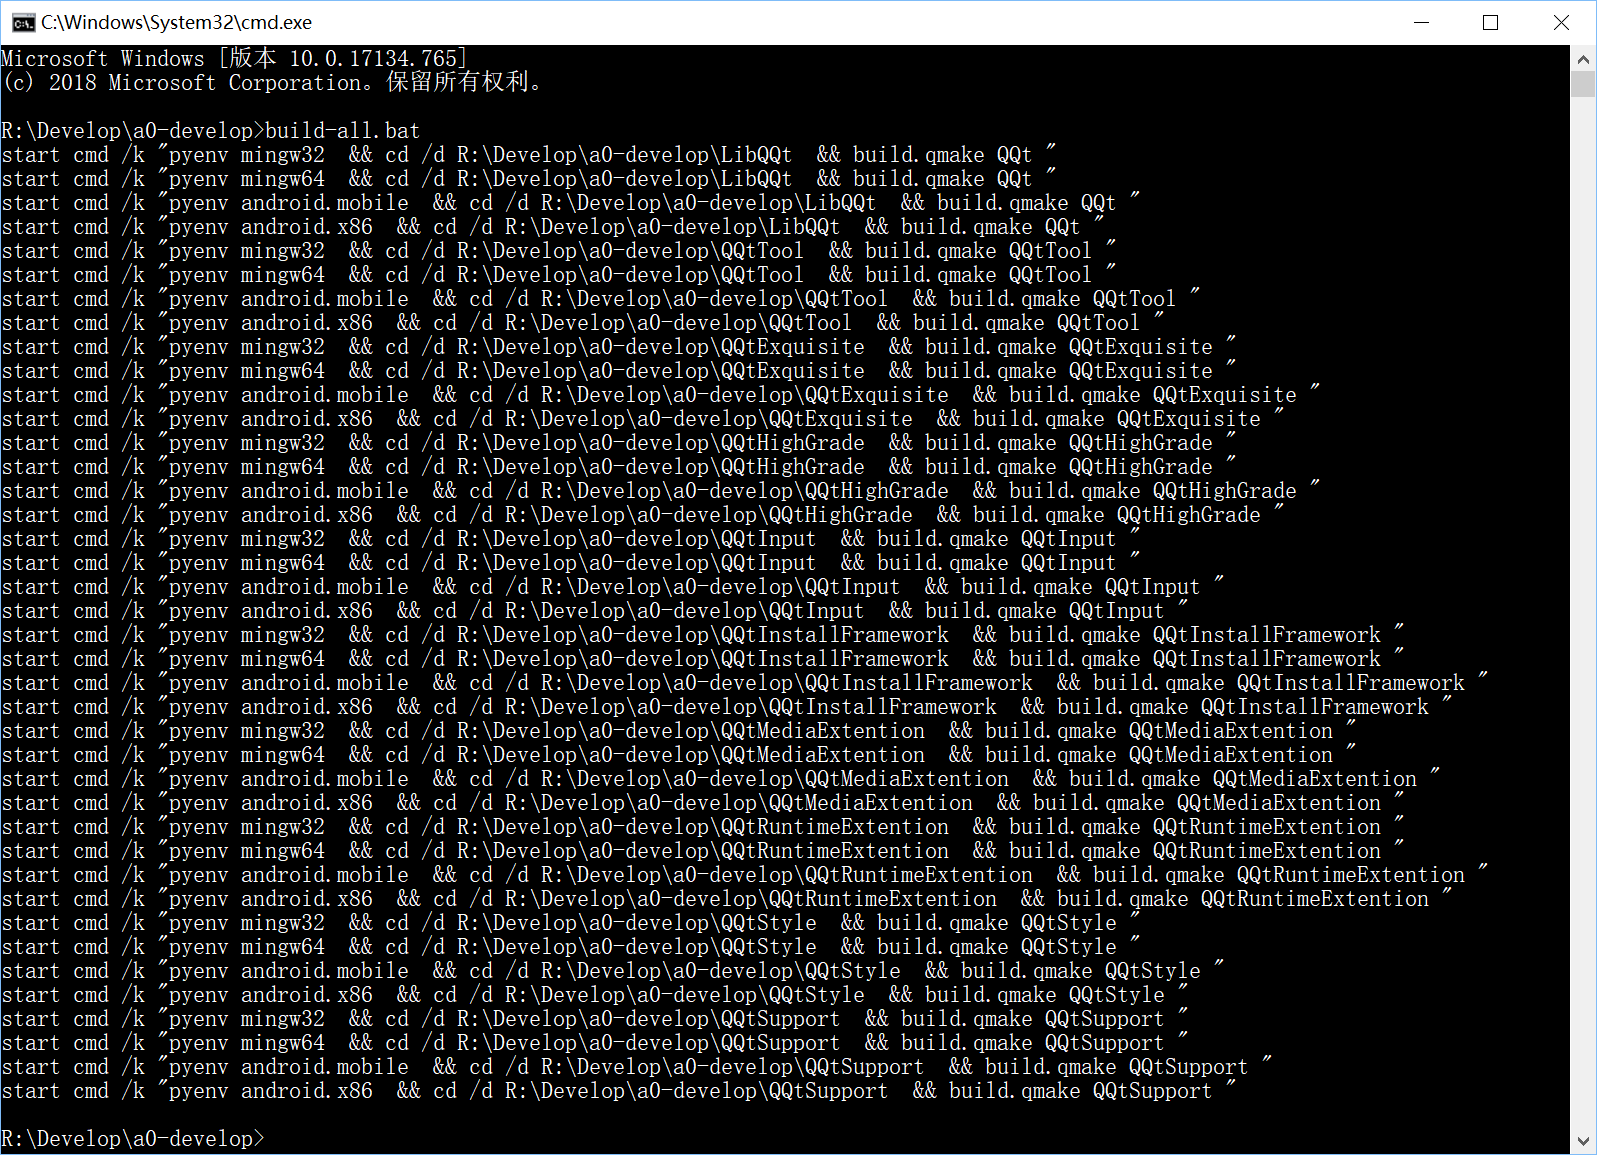 C:\Windows\System32\cmd.exe
Microsoft Windows [版本 10.0.17134.765]
(c) 2018 Microsoft Corporation。保留所有权利。
R:\Develop\a0-develop>build-all.bat
start cmd /k "pyenv mingw32  && cd /d R:\Develop\a0-develop\LibQQt  && build.qmake QQt "
start cmd /k "pyenv mingw64  && cd /d R:\Develop\a0-develop\LibQQt  && build.qmake QQt "
start cmd /k "pyenv android.mobile  && cd /d R:\Develop\a0-develop\LibQQt  && build.qmake QQt "
start cmd /k "pyenv android.x86  && cd /d R:\Develop\a0-develop\LibQQt  && build.qmake QQt "
start cmd /k "pyenv mingw32  && cd /d R:\Develop\a0-develop\QQtTool  && build.qmake QQtTool "
start cmd /k "pyenv mingw64  && cd /d R:\Develop\a0-develop\QQtTool  && build.qmake QQtTool "
start cmd /k "pyenv android.mobile  && cd /d R:\Develop\a0-develop\QQtTool  && build.qmake QQtTool "
start cmd /k "pyenv android.x86  && cd /d R:\Develop\a0-develop\QQtTool  && build.qmake QQtTool "
start cmd /k "pyenv mingw32  && cd /d R:\Develop\a0-develop\QQtExquisite  && build.qmake QQtExquisite "
start cmd /k "pyenv mingw64  && cd /d R:\Develop\a0-develop\QQtExquisite  && build.qmake QQtExquisite "
start cmd /k "pyenv android.mobile  && cd /d R:\Develop\a0-develop\QQtExquisite  && build.qmake QQtExquisite "
start cmd /k "pyenv android.x86  && cd /d R:\Develop\a0-develop\QQtExquisite  && build.qmake QQtExquisite "
start cmd /k "pyenv mingw32  && cd /d R:\Develop\a0-develop\QQtHighGrade  && build.qmake QQtHighGrade "
start cmd /k "pyenv mingw64  && cd /d R:\Develop\a0-develop\QQtHighGrade  && build.qmake QQtHighGrade "
start cmd /k "pyenv android.mobile  && cd /d R:\Develop\a0-develop\QQtHighGrade  && build.qmake QQtHighGrade "
start cmd /k "pyenv android.x86  && cd /d R:\Develop\a0-develop\QQtHighGrade  && build.qmake QQtHighGrade "
start cmd /k "pyenv mingw32  && cd /d R:\Develop\a0-develop\QQtInput  && build.qmake QQtInput "
start cmd /k "pyenv mingw64  && cd /d R:\Develop\a0-develop\QQtInput  && build.qmake QQtInput "
start cmd /k "pyenv android.mobile  && cd /d R:\Develop\a0-develop\QQtInput  && build.qmake QQtInput "
start cmd /k "pyenv android.x86  && cd /d R:\Develop\a0-develop\QQtInput  && build.qmake QQtInput "
start cmd /k "pyenv mingw32  && cd /d R:\Develop\a0-develop\QQtInstallFramework  && build.qmake QQtInstallFramework "
start cmd /k "pyenv mingw64  && cd /d R:\Develop\a0-develop\QQtInstallFramework  && build.qmake QQtInstallFramework "
start cmd /k "pyenv android.mobile  && cd /d R:\Develop\a0-develop\QQtInstallFramework  && build.qmake QQtInstallFramework "
start cmd /k "pyenv android.x86  && cd /d R:\Develop\a0-develop\QQtInstallFramework  && build.qmake QQtInstallFramework "
start cmd /k "pyenv mingw32  && cd /d R:\Develop\a0-develop\QQtMediaExtention  && build.qmake QQtMediaExtention "
start cmd /k "pyenv mingw64  && cd /d R:\Develop\a0-develop\QQtMediaExtention  && build.qmake QQtMediaExtention "
start cmd /k "pyenv android.mobile  && cd /d R:\Develop\a0-develop\QQtMediaExtention  && build.qmake QQtMediaExtention "
start cmd /k "pyenv android.x86  && cd /d R:\Develop\a0-develop\QQtMediaExtention  && build.qmake QQtMediaExtention "
start cmd /k "pyenv mingw32  && cd /d R:\Develop\a0-develop\QQtRuntimeExtention  && build.qmake QQtRuntimeExtention "
start cmd /k "pyenv mingw64  && cd /d R:\Develop\a0-develop\QQtRuntimeExtention  && build.qmake QQtRuntimeExtention "
start cmd /k "pyenv android.mobile  && cd /d R:\Develop\a0-develop\QQtRuntimeExtention  && build.qmake QQtRuntimeExtention "
start cmd /k "pyenv android.x86  && cd /d R:\Develop\a0-develop\QQtRuntimeExtention  && build.qmake QQtRuntimeExtention "
start cmd /k "pyenv mingw32  && cd /d R:\Develop\a0-develop\QQtStyle  && build.qmake QQtStyle "
start cmd /k "pyenv mingw64  && cd /d R:\Develop\a0-develop\QQtStyle  && build.qmake QQtStyle "
start cmd /k "pyenv android.mobile  && cd /d R:\Develop\a0-develop\QQtStyle  && build.qmake QQtStyle "
start cmd /k "pyenv android.x86  && cd /d R:\Develop\a0-develop\QQtStyle  && build.qmake QQtStyle "
start cmd /k "pyenv mingw32  && cd /d R:\Develop\a0-develop\QQtSupport  && build.qmake QQtSupport "
start cmd /k "pyenv mingw64  && cd /d R:\Develop\a0-develop\QQtSupport  && build.qmake QQtSupport "
start cmd /k "pyenv android.mobile  && cd /d R:\Develop\a0-develop\QQtSupport  && build.qmake QQtSupport "
start cmd /k "pyenv android.x86  && cd /d R:\Develop\a0-develop\QQtSupport  && build.qmake QQtSupport "
R:\Develop\a0-develop>